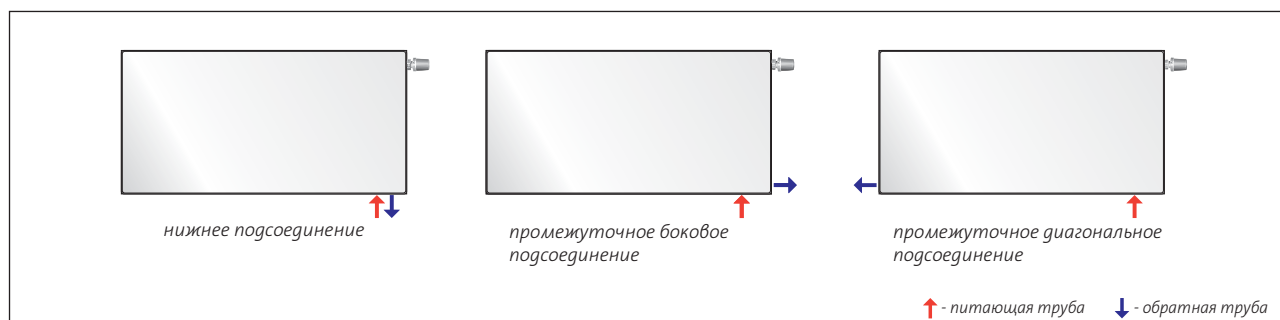 нижнее подсоединение
промежуточное боковое
подсоединение
промежуточное диагональное
подсоединение
- питающая труба
- обратная труба